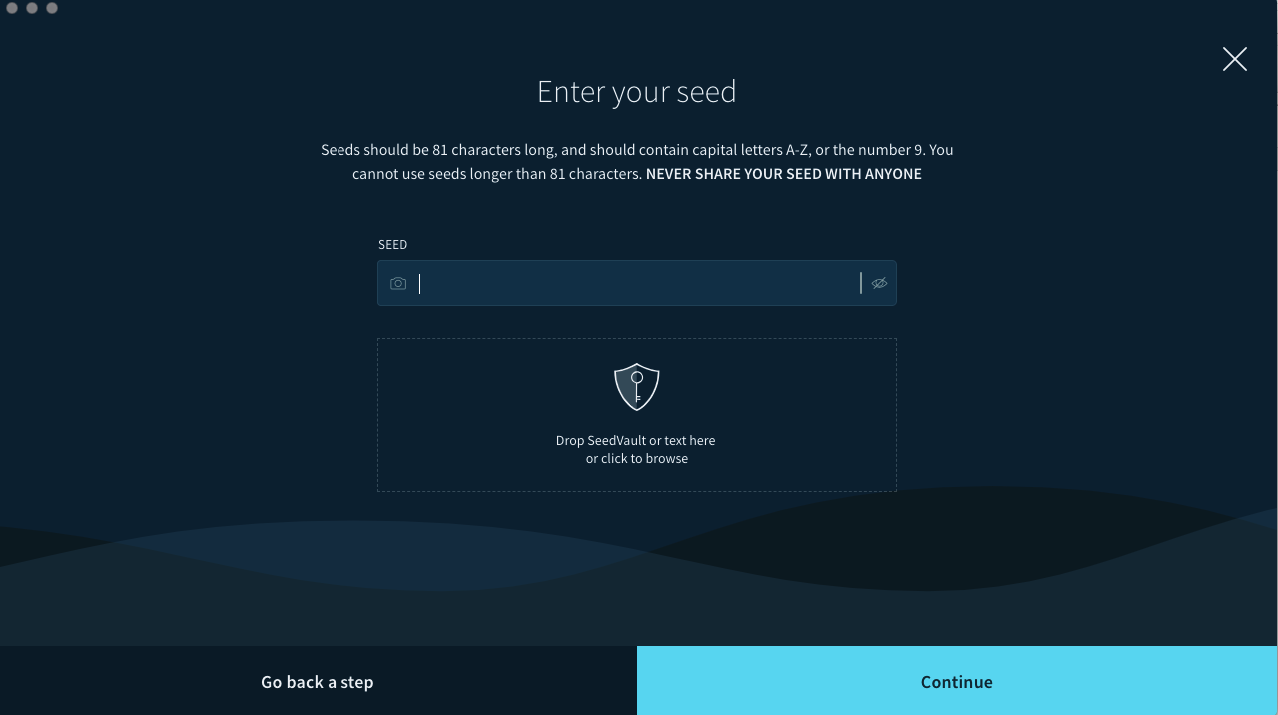 Enter your seed
Seeds should be 81 characters long, and should contain capital letters A-Z, or the number 9. You
cannot use seeds longer than 81 characters. NEVER SHARE YOUR SEED WITH ANYONE
SEED
Drop SeedVault or text here
or click to browse
Go back a step
Continue